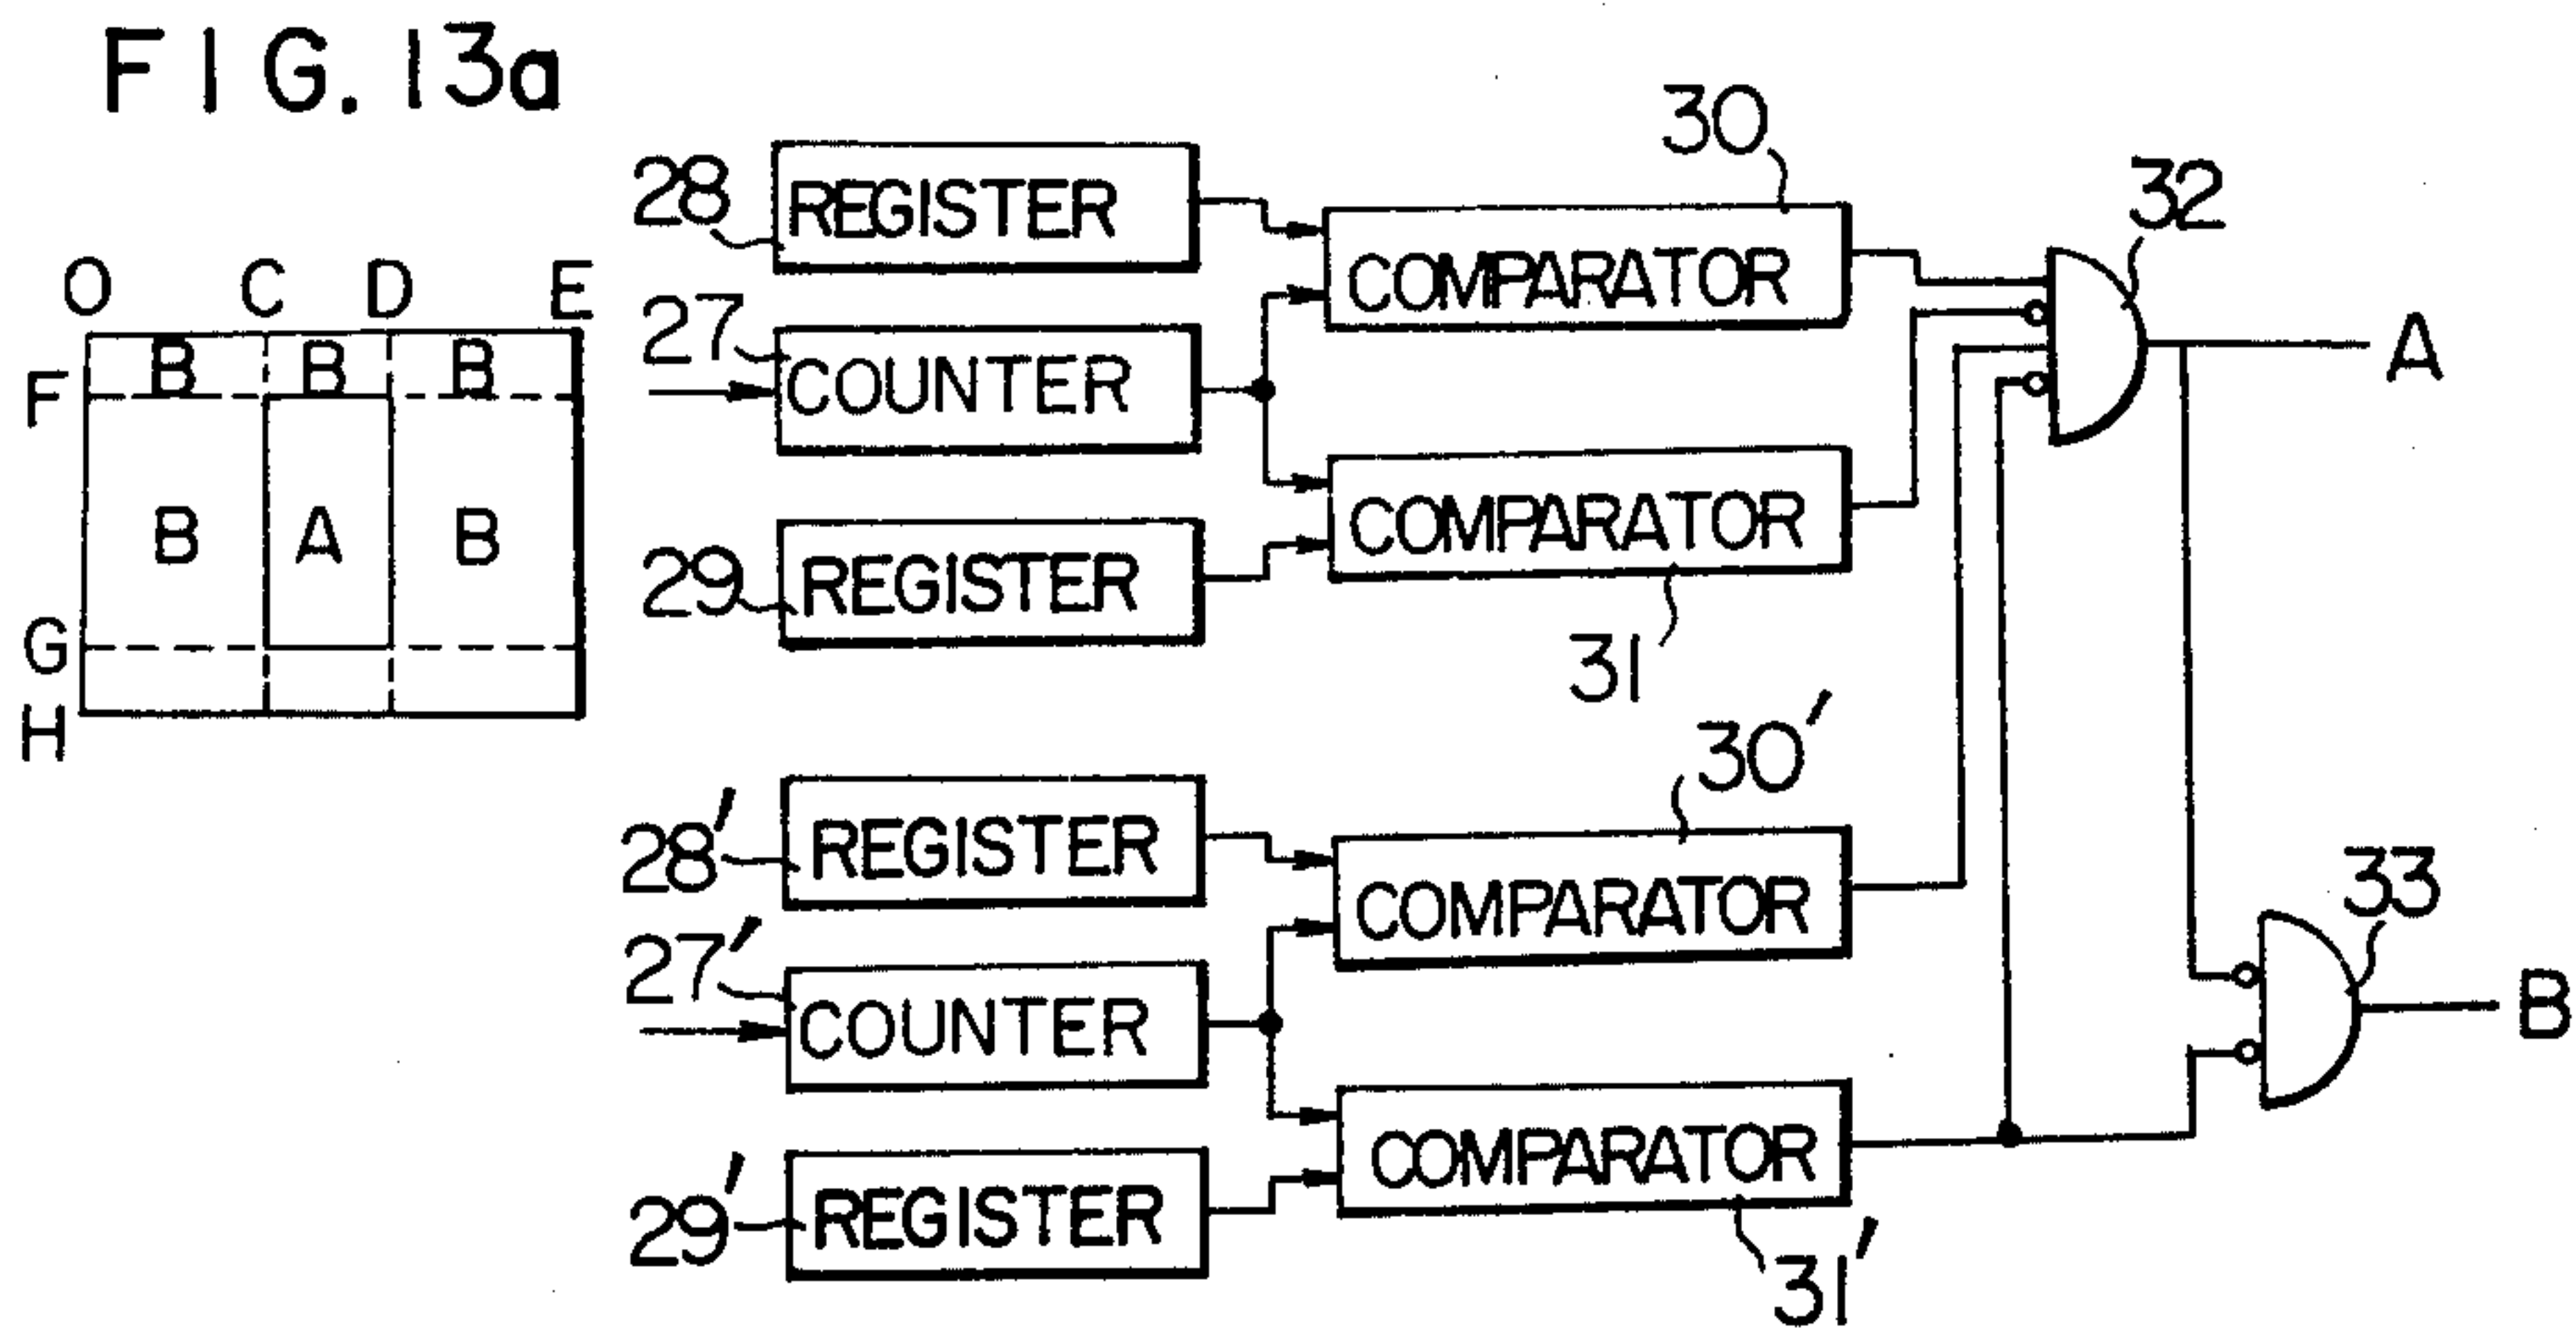 FIG. 13a
O C D E
F
G
H
B B B
B A B
28
REGISTER
27
COUNTER
29
REGISTER
30
COMPARATOR
COMPARATOR
31
32
A
28'
REGISTER
27'
COUNTER
29'
REGISTER
30'
COMPARATOR
COMPARATOR
31'
33
B